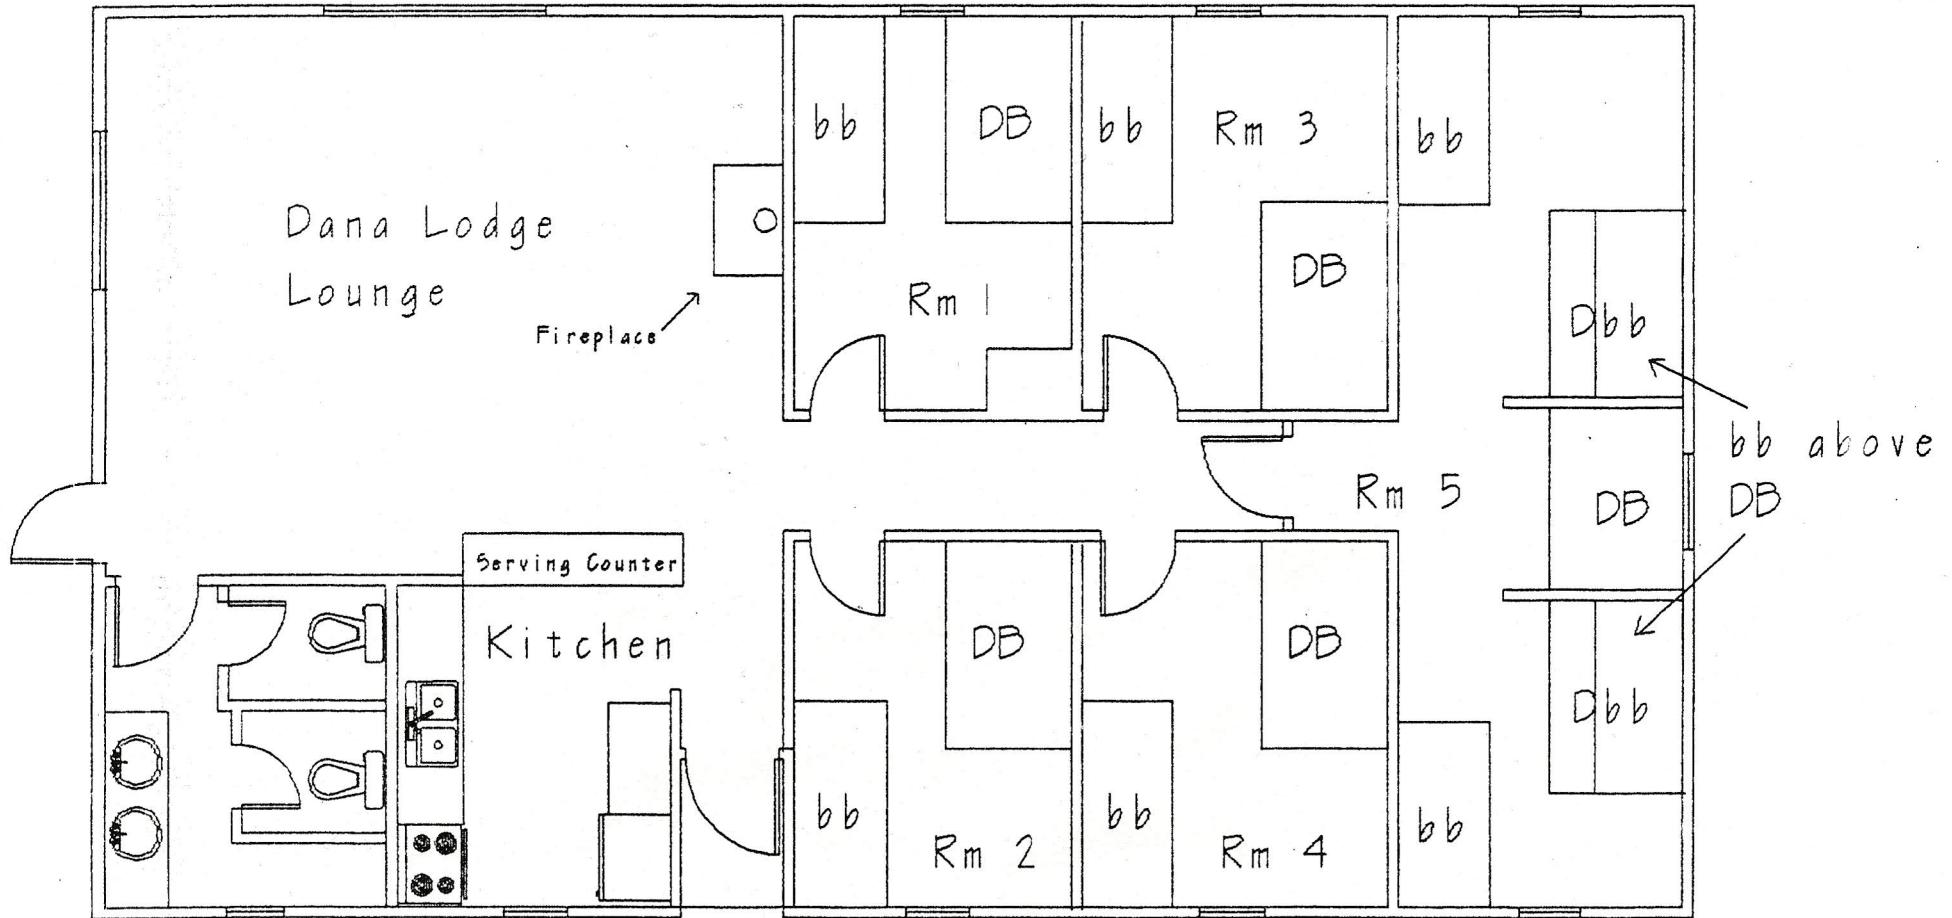 bb
DB
bb
Rm 3
bb
Dana Lodge
Lounge
Fireplace
Rm 1
DB
Dbb
bb above
DB
Rm 5
DB
Serving Counter
Kitchen
DB
DB
Dbb
bb
Rm 2
bb
Rm 4
bb